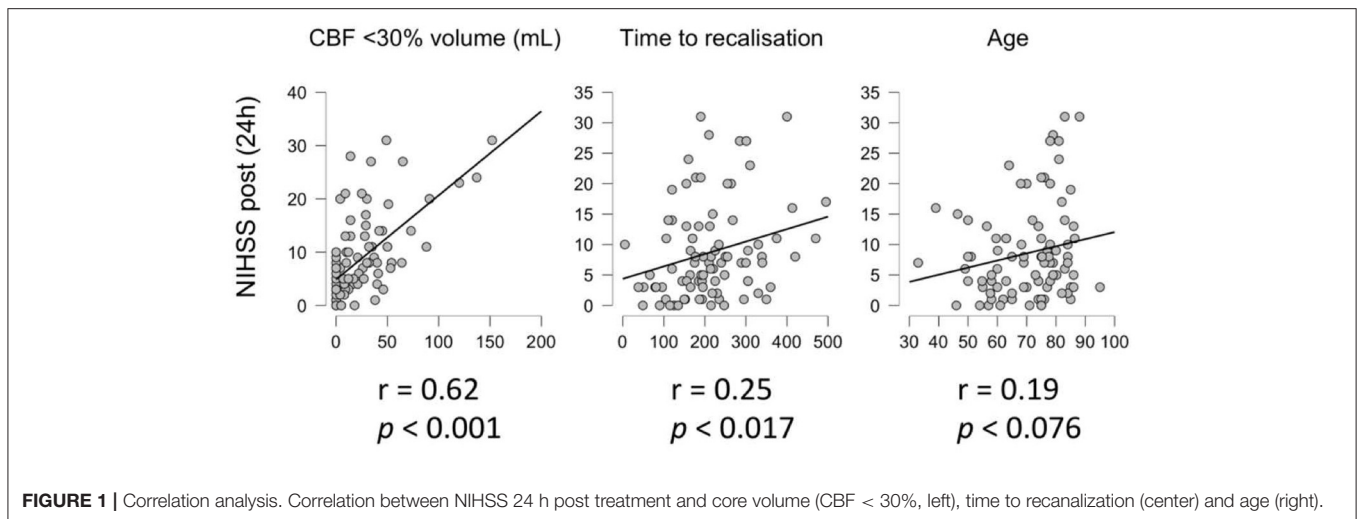 CBF <30% volume (mL)
Time to recalisation
Age
NIHSS post (24h)
40
30
20
10
0
0 50 100 150 200
35
30
25
20
15
10
5
0
0 100 200 300 400 500
35
30
25
20
15
10
5
0
33 40 50 60 70 80 90 100
r = 0.62
p < 0.001
r = 0.25
p < 0.017
r = 0.19
p < 0.076
FIGURE 1 | Correlation analysis. Correlation between NIHSS 24 h post treatment and core volume (CBF < 30%, left), time to recanalization (center) and age (right).